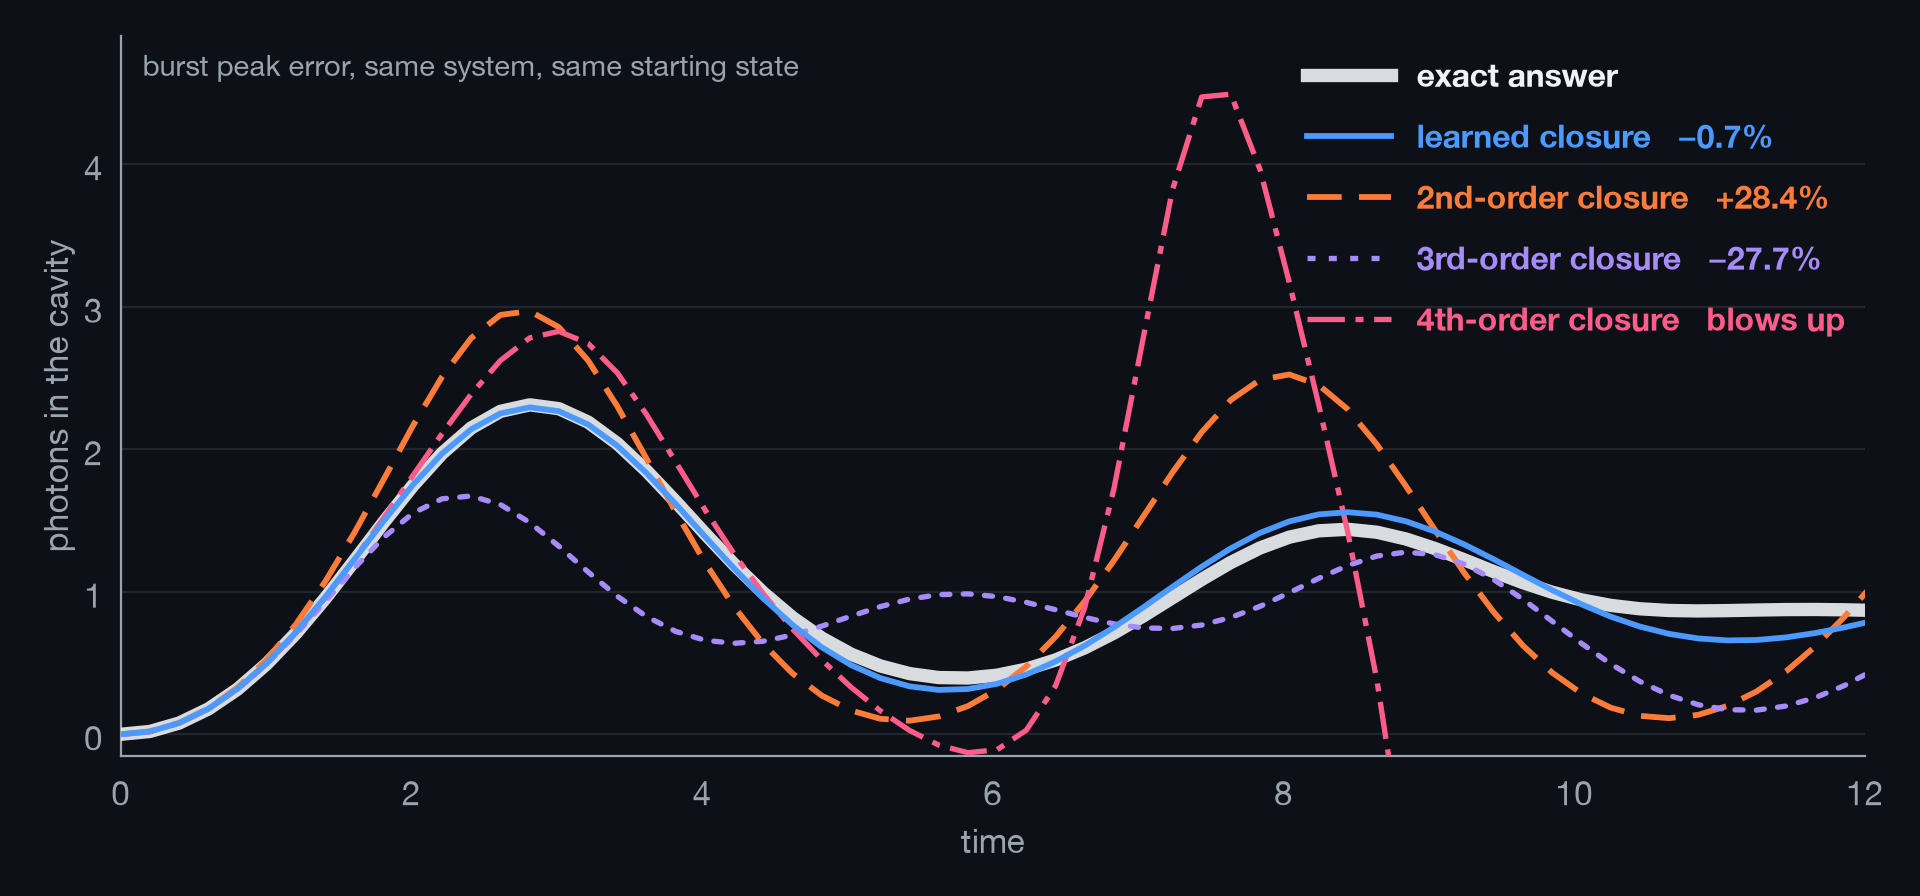 burst peak error, same system, same starting state
exact answer
learned closure −0.7%
2nd-order closure +28.4%
3rd-order closure −27.7%
4th-order closure blows up
photons in the cavity
4
3
2
1
0
0 2 4 6 8 10 12
time